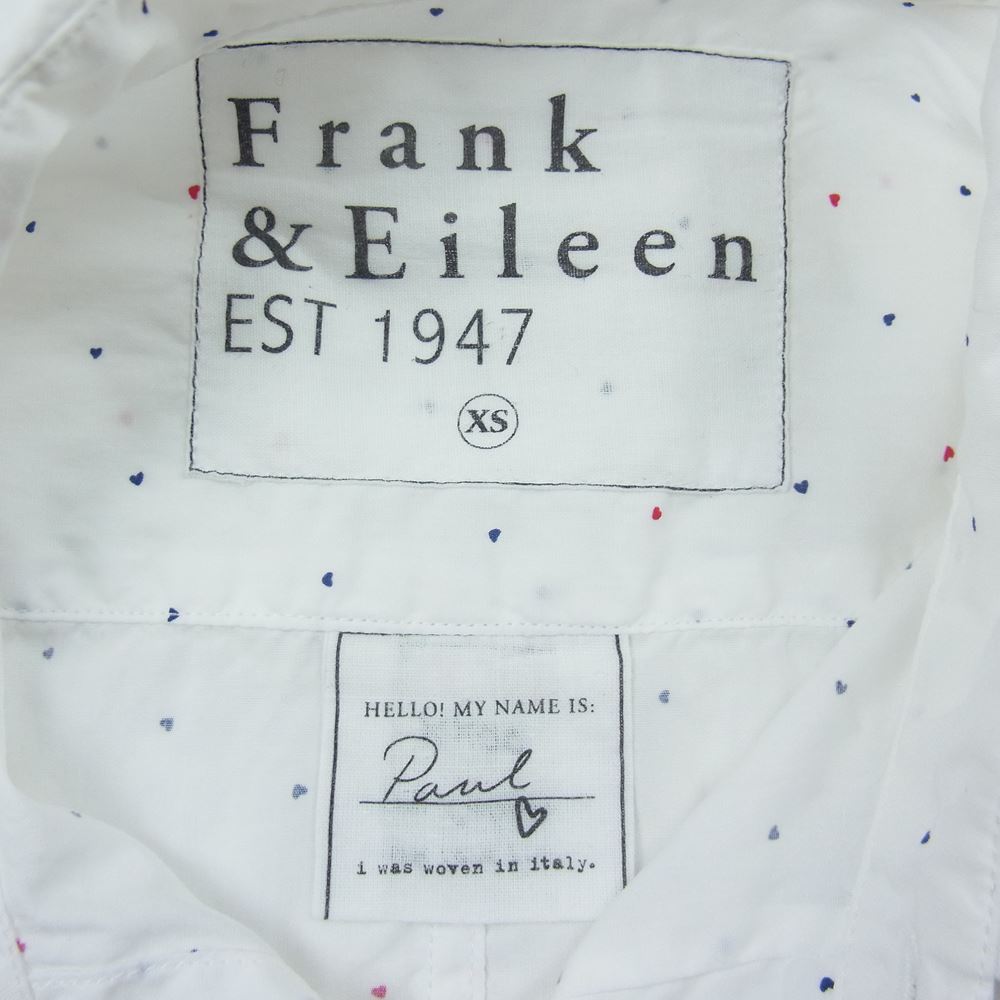 Frank
&Eileen
EST 1947
XS
HELLO! MY NAME IS:
Paul
i was woven in italy.